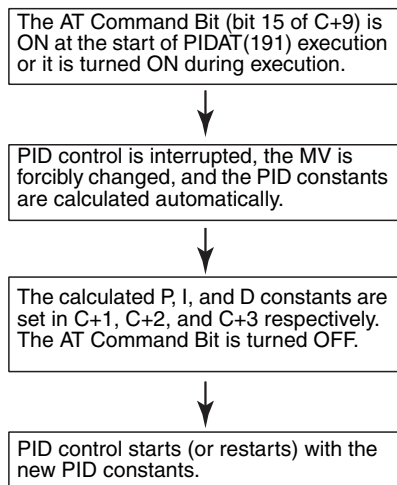 The AT Command Bit (bit 15 of C+9) is
ON at the start of PIDAT(191) execution
or it is turned ON during execution.
PID control is interrupted, the MV is
forcibly changed, and the PID constants
are calculated automatically.
The calculated P, I, and D constants are
set in C+1, C+2, and C+3 respectively.
The AT Command Bit is turned OFF.
PID control starts (or restarts) with the
new PID constants.